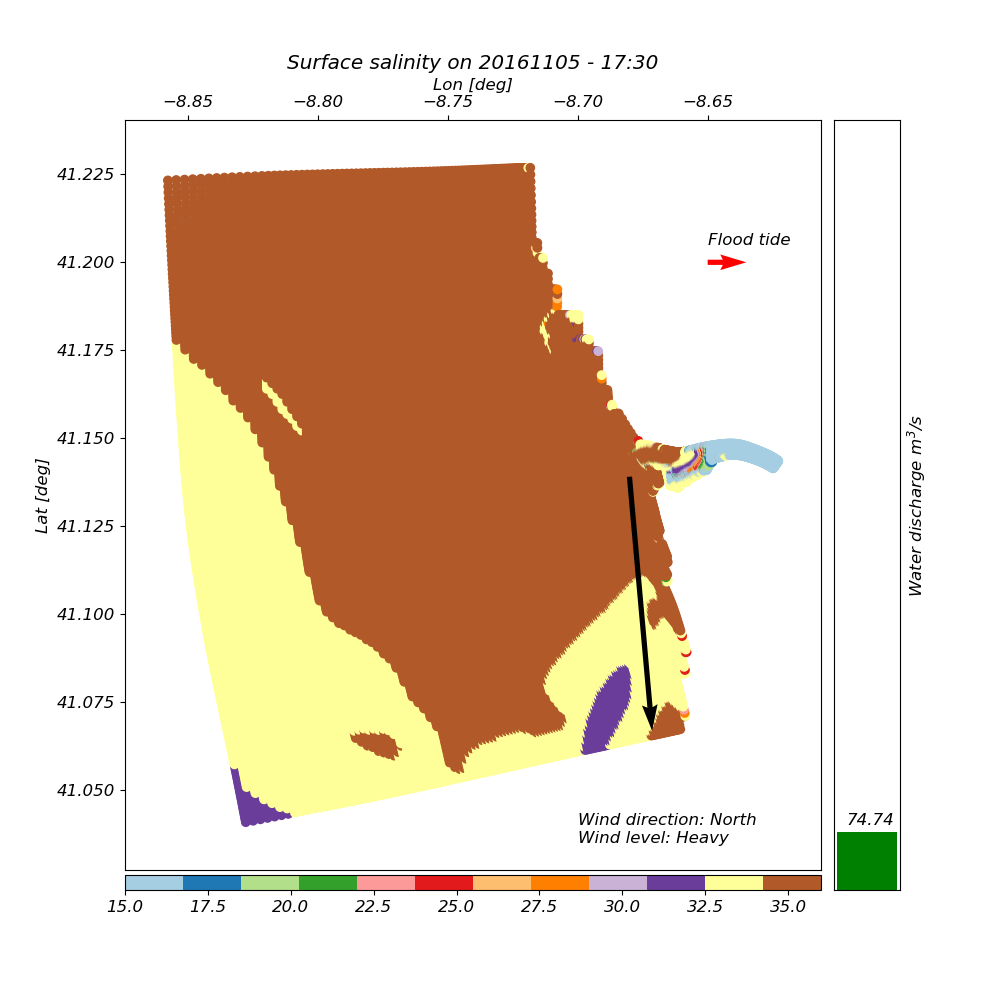 Surface salinity on 20161105 - 17:30
Lon [deg]
−8.85 −8.80 −8.75 −8.70 −8.65
41.225
41.200
41.175
41.150
41.125
41.100
41.075
41.050
Lat [deg]
Flood tide
Wind direction: North
Wind level: Heavy
15.0 17.5 20.0 22.5 25.0 27.5 30.0 32.5 35.0
74.74
Water discharge m³/s